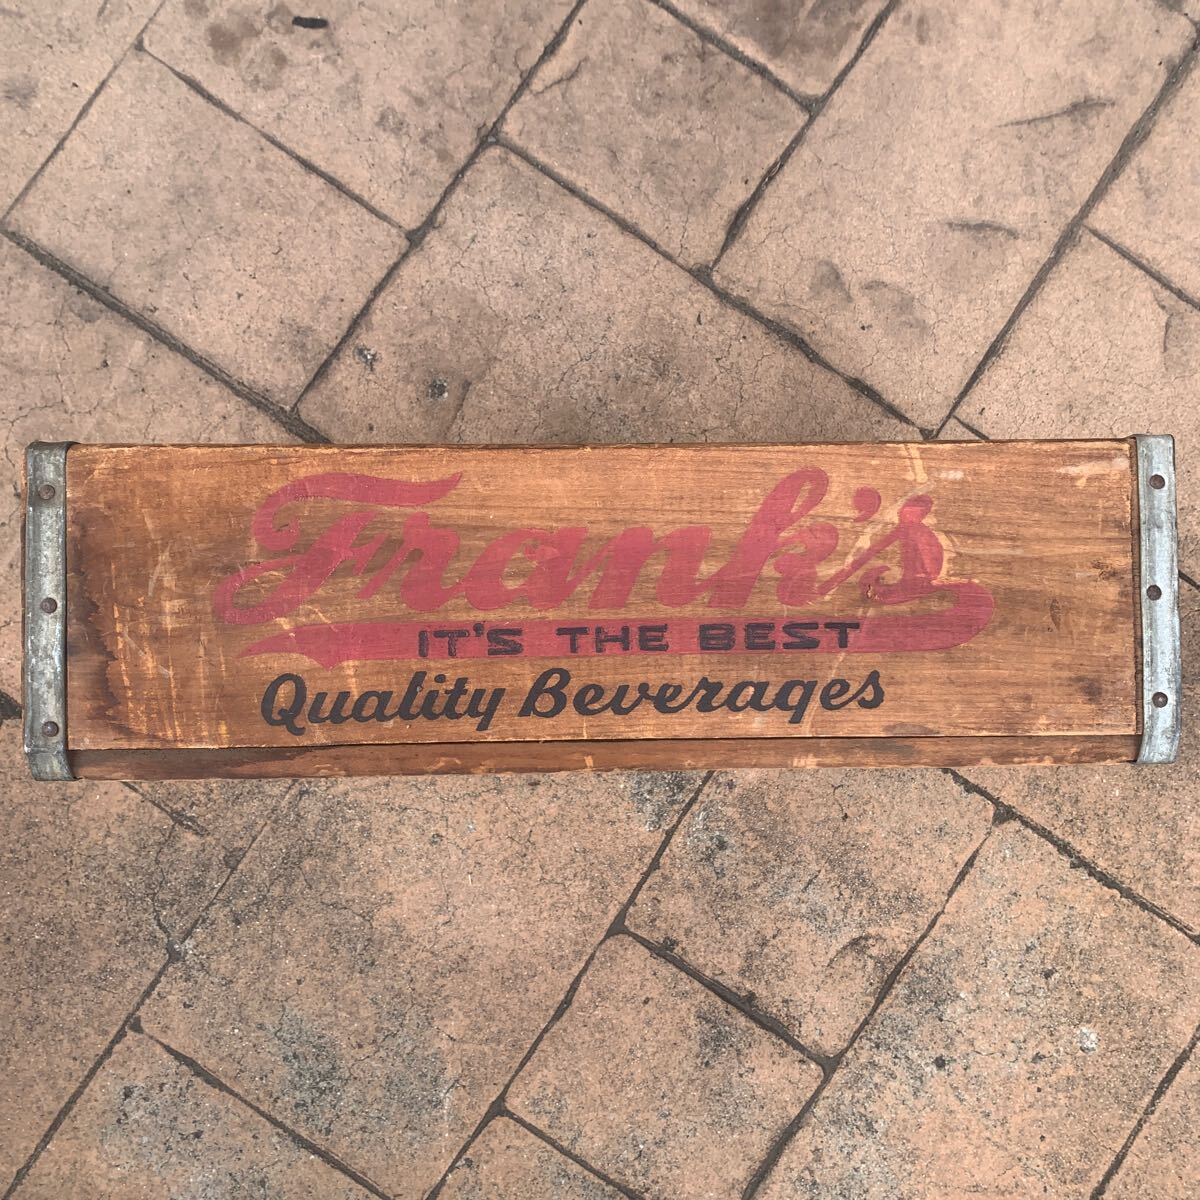 Frank's
IT'S THE BEST
Quality Beverages